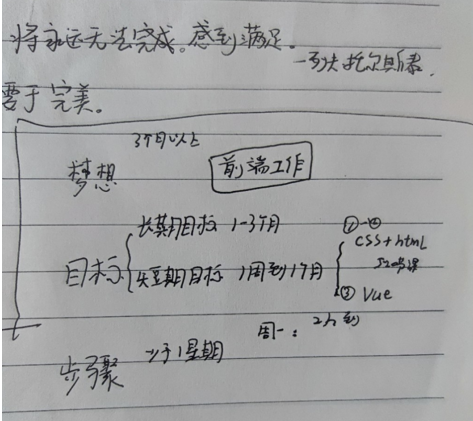 将永远无法完成。感到满足。
—列夫托尔斯泰.
要于完美。
3个月以上
梦想 前端工作
长期目标 1-3个月 ①-④
css+html
目标
短期目标 1周到1个月
③ Vue
周一: 2h
步骤 少于1星期